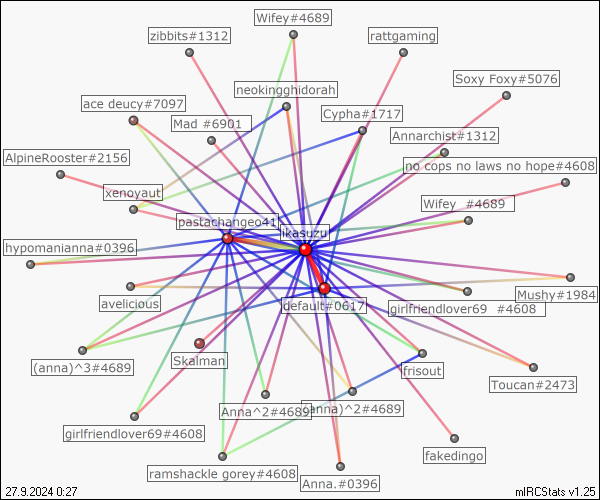 Wifey#4689
zibbits#1312
rattgaming
Soxy Foxy#5076
neokingghidorah
ace deucy#7097
Cypha#1717
Mad #6901
Annarchist#1312
AlpineRooster#2156
no cops no laws no hope#4608
xenoyaut
Wifey #4689
pastachangeo41
ikasuzu
hypomanianna#0396
Mushy#1984
avelicious
default#0617
girlfriendlover69 #4608
Skalman
(anna)^3#4689
frisout
Toucan#2473
Anna^2#4689
(anna)^2#4689
girlfriendlover69#4608
fakedingo
ramshackle gorey#4608
Anna.#0396
27.9.2024 0:27
mIRCStats v1.25